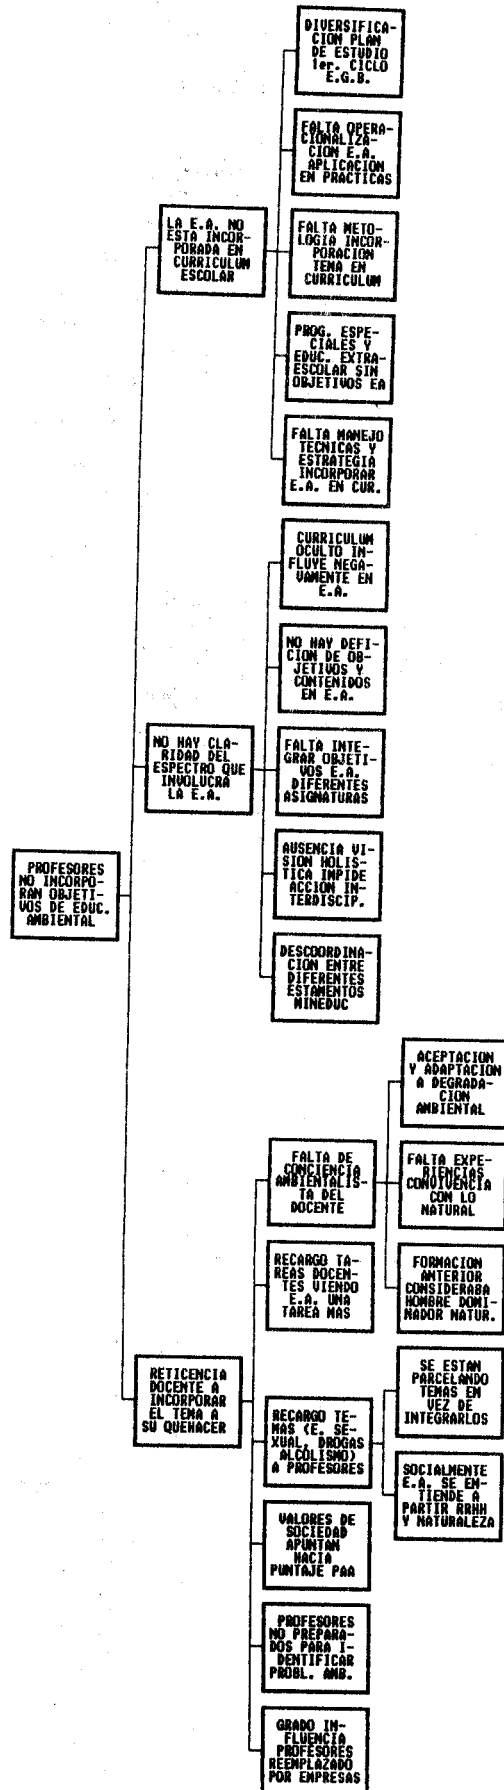 DIVERSIFICA-
CION PLAN
DE ESTUDIO
1er. CICLO
E.G.B.
FALTA OPERA-
CIONALIZA-
CION E.A.
APLICACION
EN PRACTICAS
LA E.A. NO
ESTA INCOR-
PORADA EN
CURRICULUM
ESCOLAR
FALTA METO-
LOGIA INCOR-
PORACION
TEMA EN
CURRICULUM
PROG. ESPE-
CIALES Y
EDUC. EXTRA-
ESCOLAR SIN
OBJETIVOS EA
FALTA MANEJO
TECNICAS Y
ESTRATEGIA
INCORPORAR
E.A. EN CUR.
CURRICULUM
OCULTO IN-
FLUYE NEGA-
VAMENTE EN
E.A.
NO HAY DEFI-
CION DE OB-
JETIVOS Y
CONTENIDOS
EN E.A.
NO HAY CLA-
RIDAD DEL
ESPECTRO QUE
INVOLUCRA
LA E.A.
FALTA INTE-
GRAR OBJETI-
VOS E.A.
DIFERENTES
ASIGNATURAS
PROFESORES
NO INCORPO-
RAN OBJETI-
VOS DE EDUC.
AMBIENTAL
AUSENCIA VI-
SION HOLIS-
TICA IMPIDE
ACCION IN-
TERDISCIP.
DESCOORDINA-
CION ENTRE
DIFERENTES
ESTAMENTOS
MINEDUC
ACEPTACION
Y ADAPTACION
A DEGRADA-
CION
AMBIENTAL
FALTA DE
CONCIENCIA
AMBIENTALIS-
TA DEL
DOCENTE
FALTA EXPE-
RIENCIAS
CONVIVENCIA
CON LO
NATURAL
RECARGO TA-
REAS DOCEN-
TES VIENDO
E.A. UNA
TAREA MAS
FORMACION
ANTERIOR
CONSIDERABA
HOMBRE DOMI-
NADOR NATUR.
RETICENCIA
DOCENTE A
INCORPORAR
EL TEMA A
SU QUEHACER
SE ESTAN
PARCELANDO
TEMAS EN
VEZ DE
INTEGRARLOS
RECARGO TE-
MAS (E. SE-
XUAL, DROGAS
ALCOLISMO)
A PROFESORES
SOCIALMENTE
E.A. SE EN-
TIENDE A
PARTIR RRHH
Y NATURALEZA
VALORES DE
SOCIEDAD
APUNTAN
HACIA
PUNTAJE PAA
PROFESORES
NO PREPARA-
DOS PARA I-
DENTIFICAR
PROBL. AMB.
GRADO IN-
FLUENCIA
PROFESORES
REEMPLAZADO
POR EMPRESAS